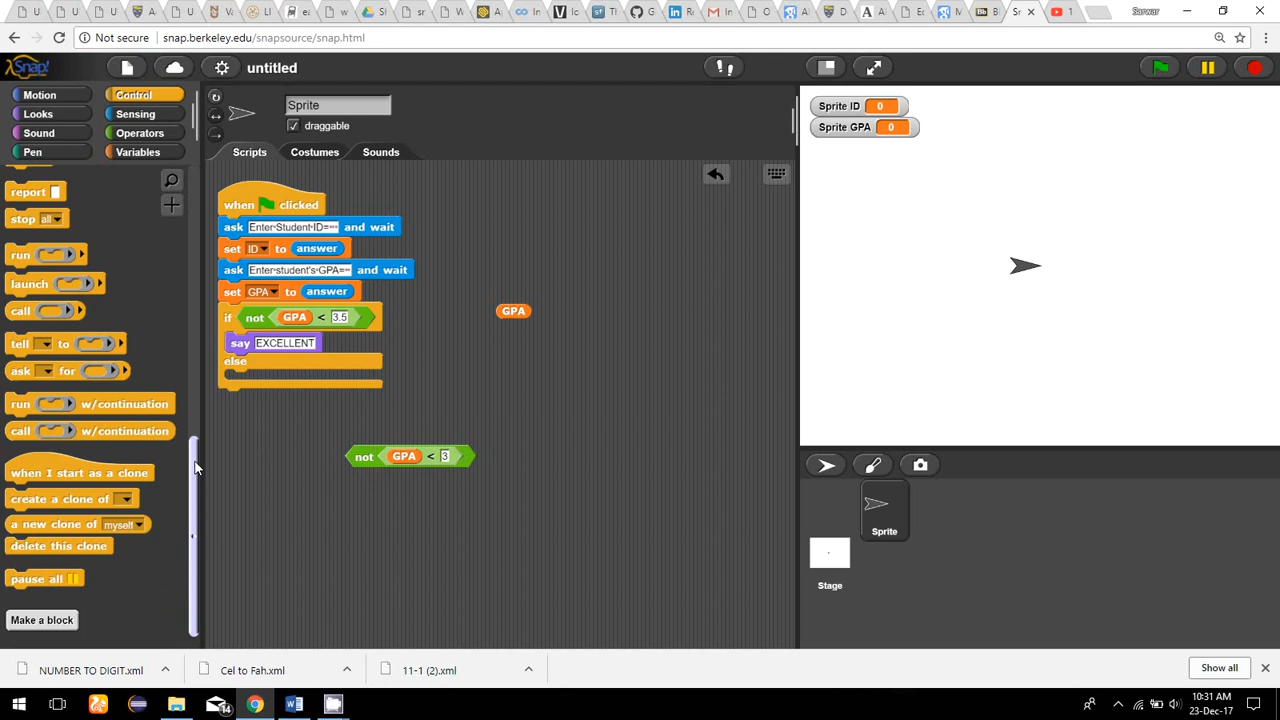 Sarwar
Not secure snap.berkeley.edu/snapsource/snap.html
Snap! untitled
Motion Control
Looks Sensing
Sound Operators
Pen Variables
report
stop all
run
launch
call
tell to
ask for
run w/continuation
call w/continuation
when I start as a clone
create a clone of
a new clone of myself
delete this clone
pause all
Make a block
Sprite
draggable
Scripts Costumes Sounds
when clicked
ask Enter Student ID== and wait
set ID to answer
ask Enter student's GPA== and wait
set GPA to answer
if not GPA < 3.5
say EXCELLENT
else
GPA
not GPA < 3
Sprite ID 0
Sprite GPA 0
Sprite
Stage
NUMBER TO DIGIT.xml Cel to Fah.xml 11-1 (2).xml Show all
10:31 AM
23-Dec-17